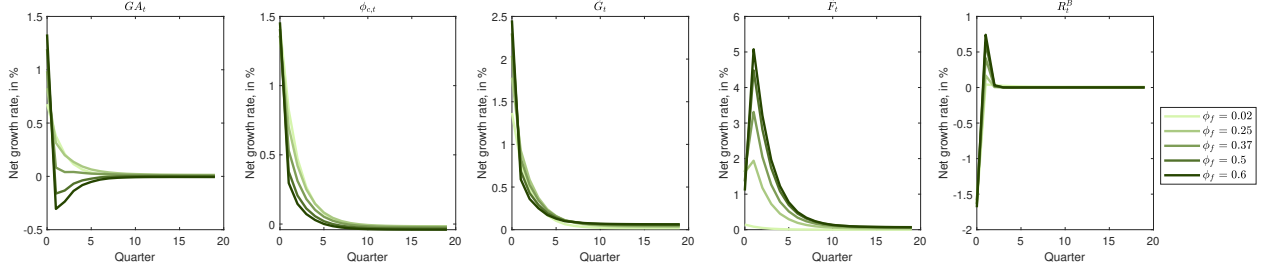 GA_t
Net growth rate, in %
1.5
1
0.5
0
-0.5
0 5 10 15 20
Quarter
ϕ_{c,t}
Net growth rate, in %
1.5
1
0.5
0
0 5 10 15 20
Quarter
G_t
Net growth rate, in %
2.5
2
1.5
1
0.5
0
0 5 10 15 20
Quarter
F_t
Net growth rate, in %
6
5
4
3
2
1
0
0 5 10 15 20
Quarter
R_t^B
Net growth rate, in %
1
0.5
0
-0.5
-1
-1.5
-2
0 5 10 15 20
Quarter
ϕ_f = 0.02
ϕ_f = 0.25
ϕ_f = 0.37
ϕ_f = 0.5
ϕ_f = 0.6